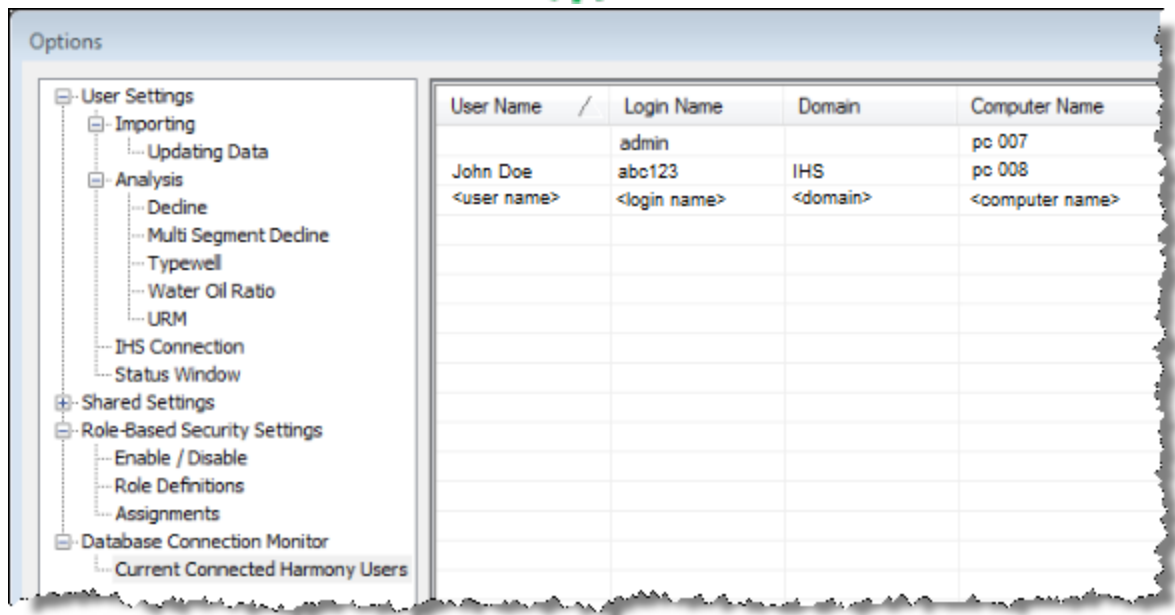 Options
User Settings
Importing
Updating Data
Analysis
Decline
Multi Segment Decline
Typewell
Water Oil Ratio
URM
IHS Connection
Status Window
Shared Settings
Role-Based Security Settings
Enable / Disable
Role Definitions
Assignments
Database Connection Monitor
Current Connected Harmony Users
User Name Login Name Domain Computer Name
admin pc 007
John Doe abc123 IHS pc 008
<user name> <login name> <domain> <computer name>